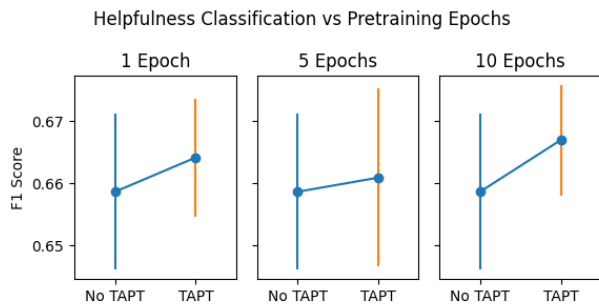 Helpfulness Classification vs Pretraining Epochs
1 Epoch
5 Epochs
10 Epochs
F1 Score
0.67
0.66
0.65
No TAPT
TAPT
No TAPT
TAPT
No TAPT
TAPT